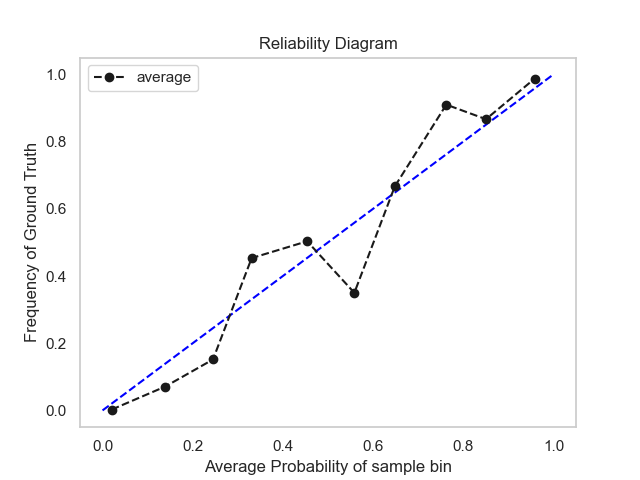 Reliability Diagram
average
1.0
0.8
0.6
0.4
0.2
0.0
Frequency of Ground Truth
0.0 0.2 0.4 0.6 0.8 1.0
Average Probability of sample bin